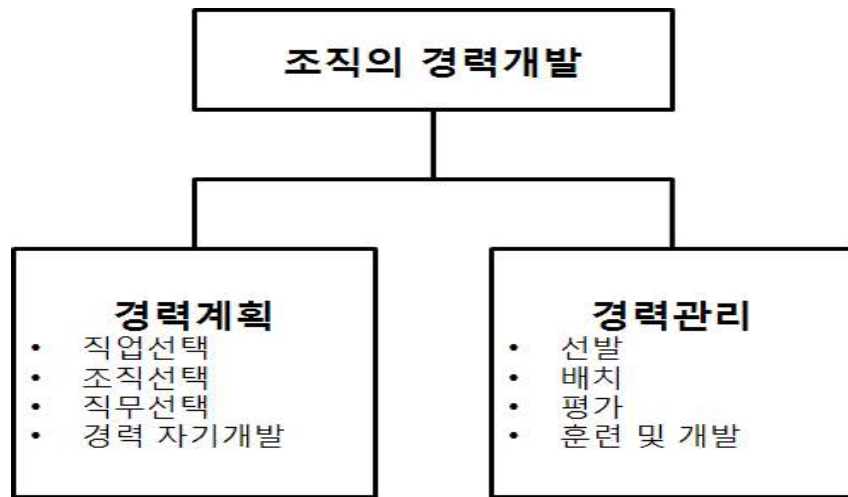 조직의 경력개발
경력계획
• 직업선택
• 조직선택
• 직무선택
• 경력 자기개발
경력관리
• 선발
• 배치
• 평가
• 훈련 및 개발